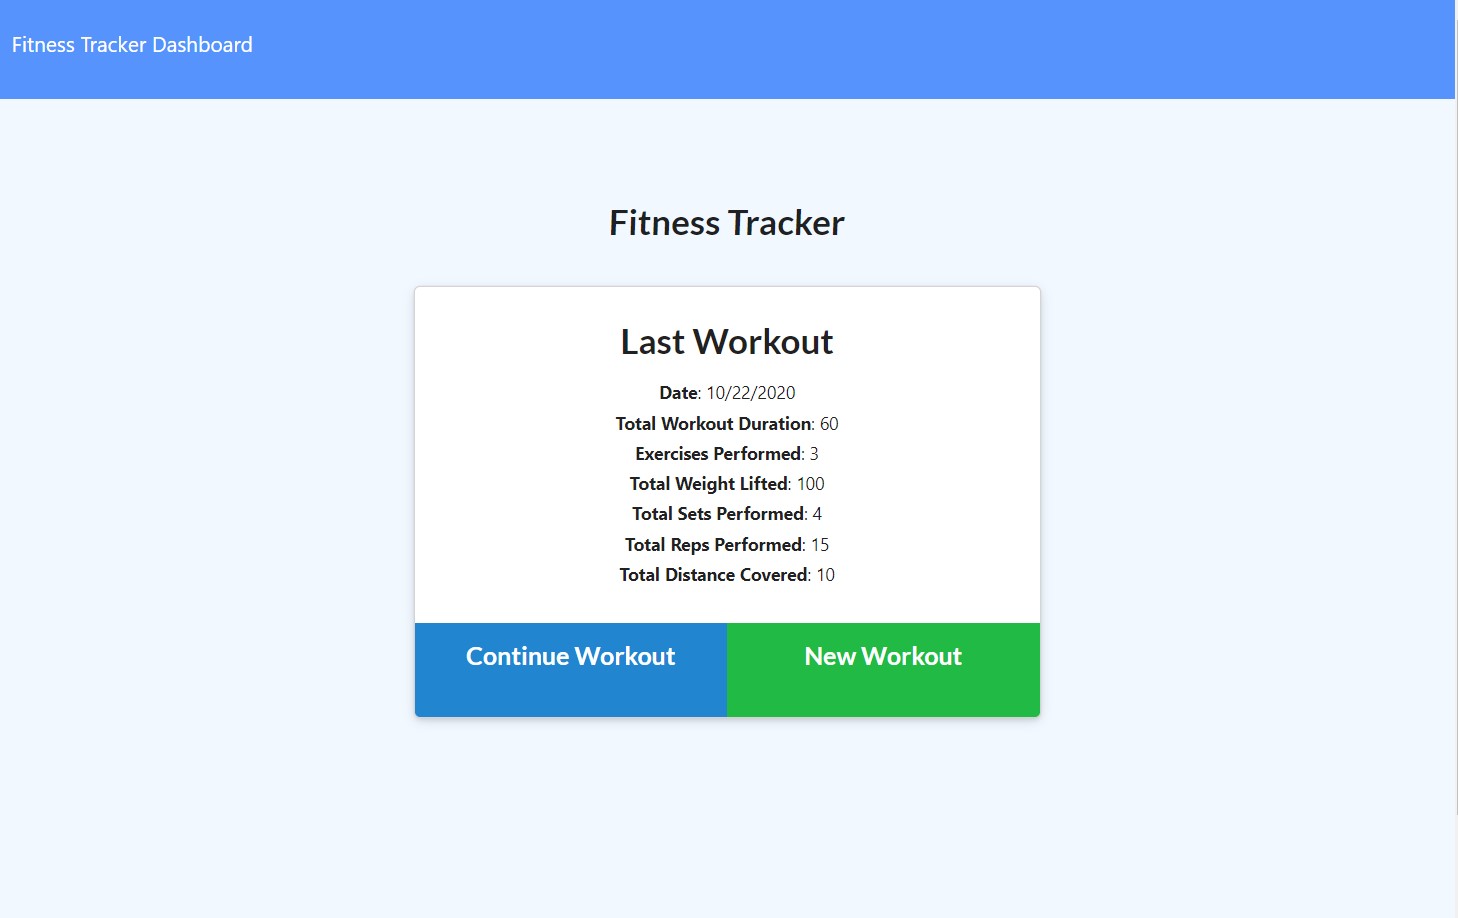 Fitness Tracker Dashboard
Fitness Tracker
Last Workout
Date: 10/22/2020
Total Workout Duration: 60
Exercises Performed: 3
Total Weight Lifted: 100
Total Sets Performed: 4
Total Reps Performed: 15
Total Distance Covered: 10
Continue Workout New Workout